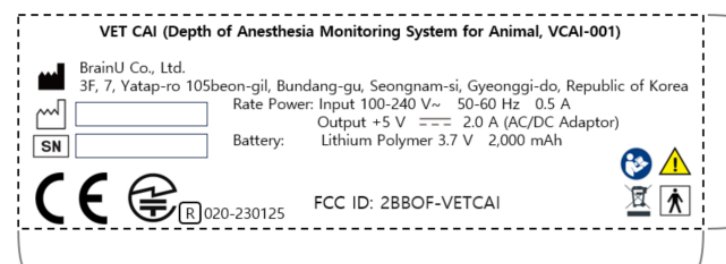 VET CAI (Depth of Anesthesia Monitoring System for Animal, VCAI-001)
BrainU Co., Ltd.
3F, 7, Yatap-ro 105beon-gil, Bundang-gu, Seongnam-si, Gyeonggi-do, Republic of Korea
Rate Power: Input 100-240 V~ 50-60 Hz 0.5 A
Output +5 V ⎓ 2.0 A (AC/DC Adaptor)
SN
Battery: Lithium Polymer 3.7 V 2,000 mAh
CE R 020-230125 FCC ID: 2BBOF-VETCAI